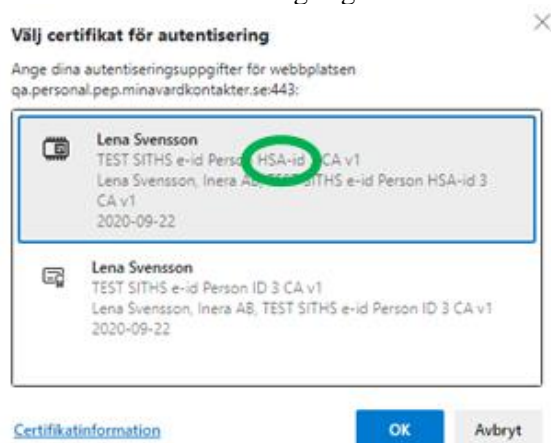 Välj certifikat för autentisering
Ange dina autentiseringsuppgifter för webbplatsen
qa.personal.pep.minavardkontakter.se:443:
Lena Svensson
TEST SITHS e-id Person HSA-id CA v1
Lena Svensson, Inera AB, TEST SITHS e-id Person HSA-id 3
CA v1
2020-09-22
Lena Svensson
TEST SITHS e-id Person ID 3 CA v1
Lena Svensson, Inera AB, TEST SITHS e-id Person ID 3 CA v1
2020-09-22
Certifikatinformation
OK
Avbryt